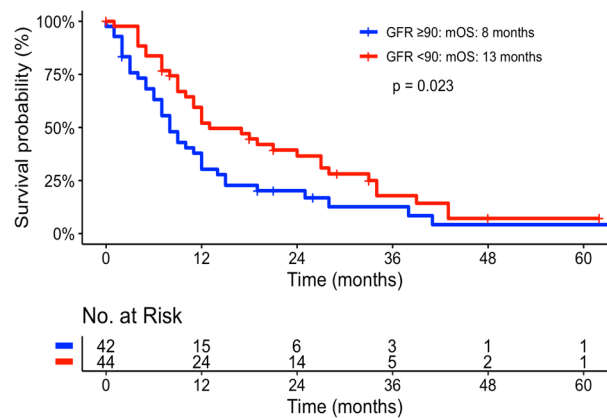 100%
75%
50%
25%
0%
Survival probability (%)
GFR ≥90: mOS: 8 months
GFR <90: mOS: 13 months
p = 0.023
0 12 24 36 48 60
Time (months)
No. at Risk
42 15 6 3 1 1
44 24 14 5 2 1
0 12 24 36 48 60
Time (months)